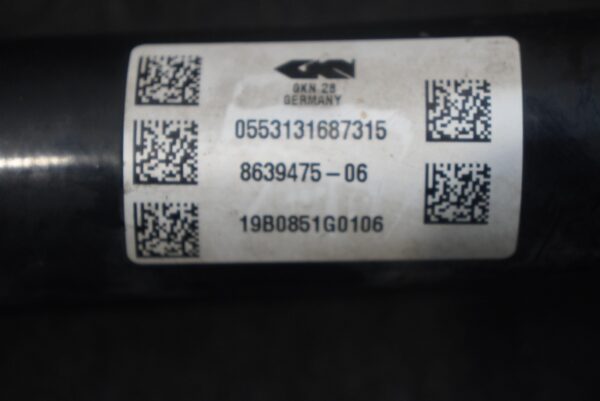 GKN
GKN 28
GERMANY
0553131687315
8639475-06
19B0851G0106